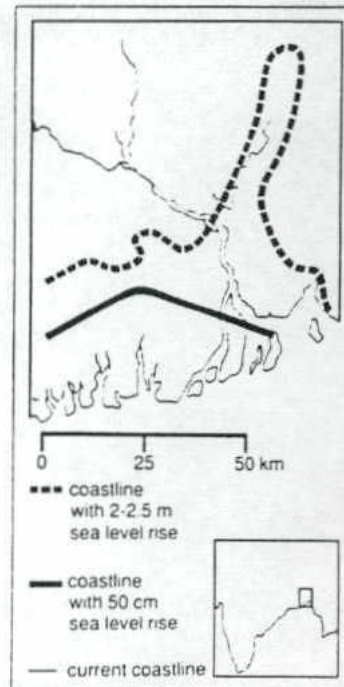 0 25 50 km
coastline
with 2-2.5 m
sea level rise
coastline
with 50 cm
sea level rise
current coastline